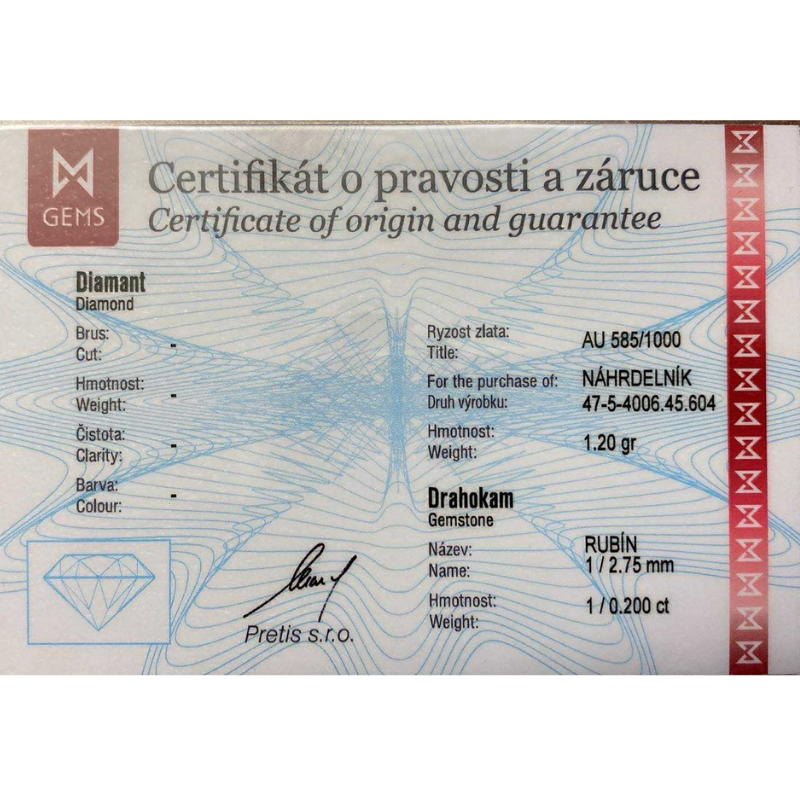 GEMS
Certifikát o pravosti a záruce
Certificate of origin and guarantee
Diamant
Diamond
Brus:
Cut: -
Hmotnost:
Weight: -
Čistota:
Clarity: -
Barva:
Colour: -
Ryzost zlata:
Title: AU 585/1000
For the purchase of: NÁHRDELNÍK
Druh výrobku: 47-5-4006.45.604
Hmotnost:
Weight: 1.20 gr
Drahokam
Gemstone
Název: RUBÍN
Name: 1 / 2.75 mm
Hmotnost:
Weight: 1 / 0.200 ct
Pretis s.r.o.